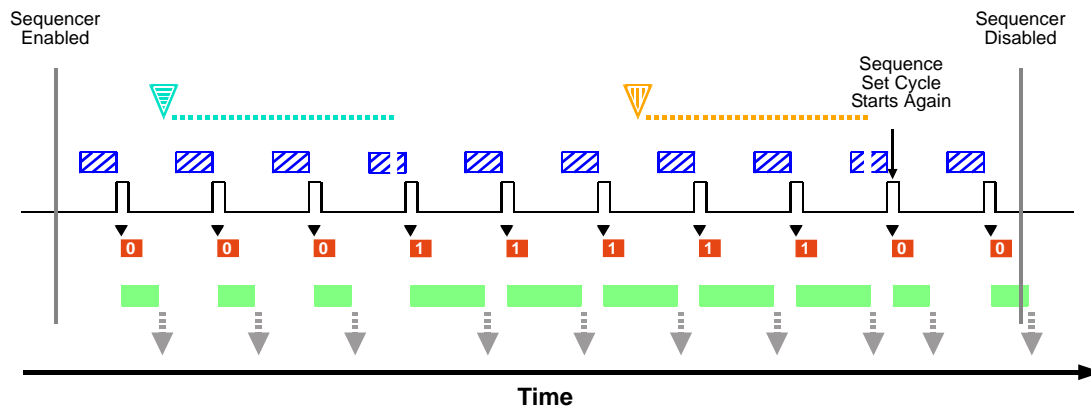 Sequencer
Enabled
Sequencer
Disabled
Sequence
Set Cycle
Starts Again
0 0 0 1 1 1 1 1 0 0
Time